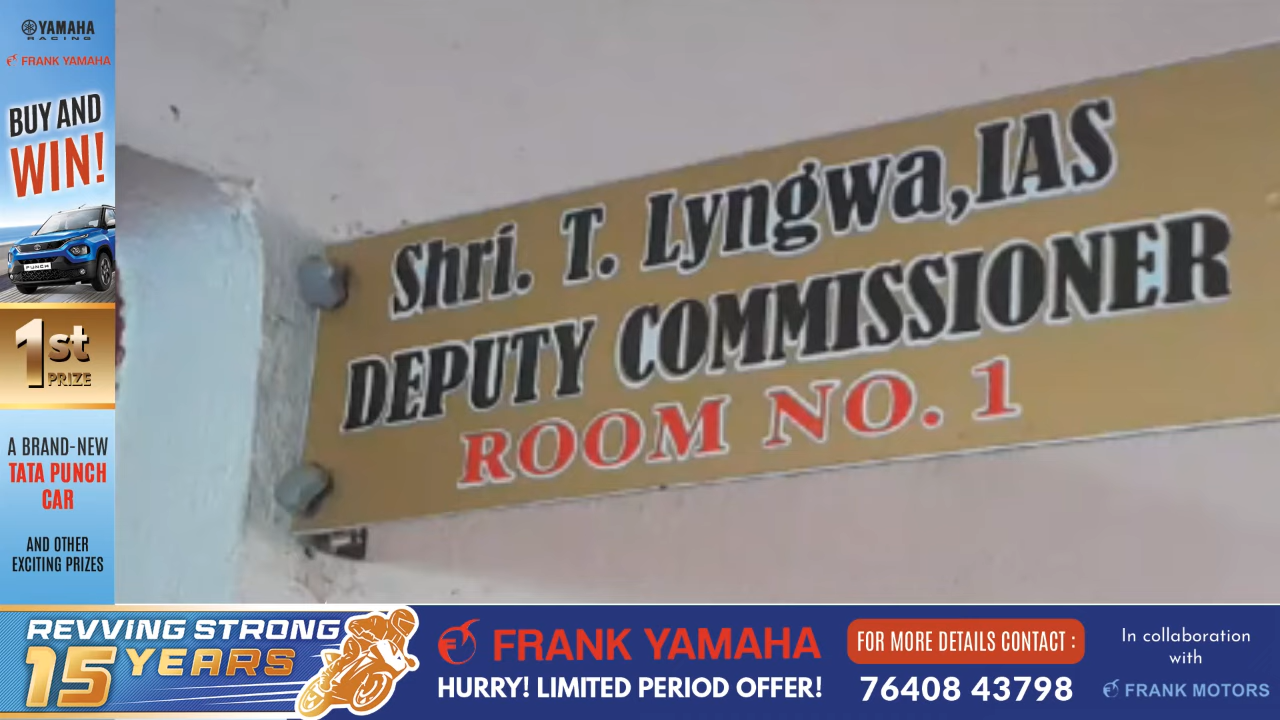 YAMAHA
RACING
FRANK YAMAHA
BUY AND
WIN!
PUNCH
1st
PRIZE
A BRAND-NEW
TATA PUNCH
CAR
AND OTHER
EXCITING PRIZES
Shri. T. Lyngwa,IAS
DEPUTY COMMISSIONER
ROOM NO. 1
REVVING STRONG
15 YEARS
FRANK YAMAHA
HURRY! LIMITED PERIOD OFFER!
FOR MORE DETAILS CONTACT :
76408 43798
In collaboration
with
FRANK MOTORS